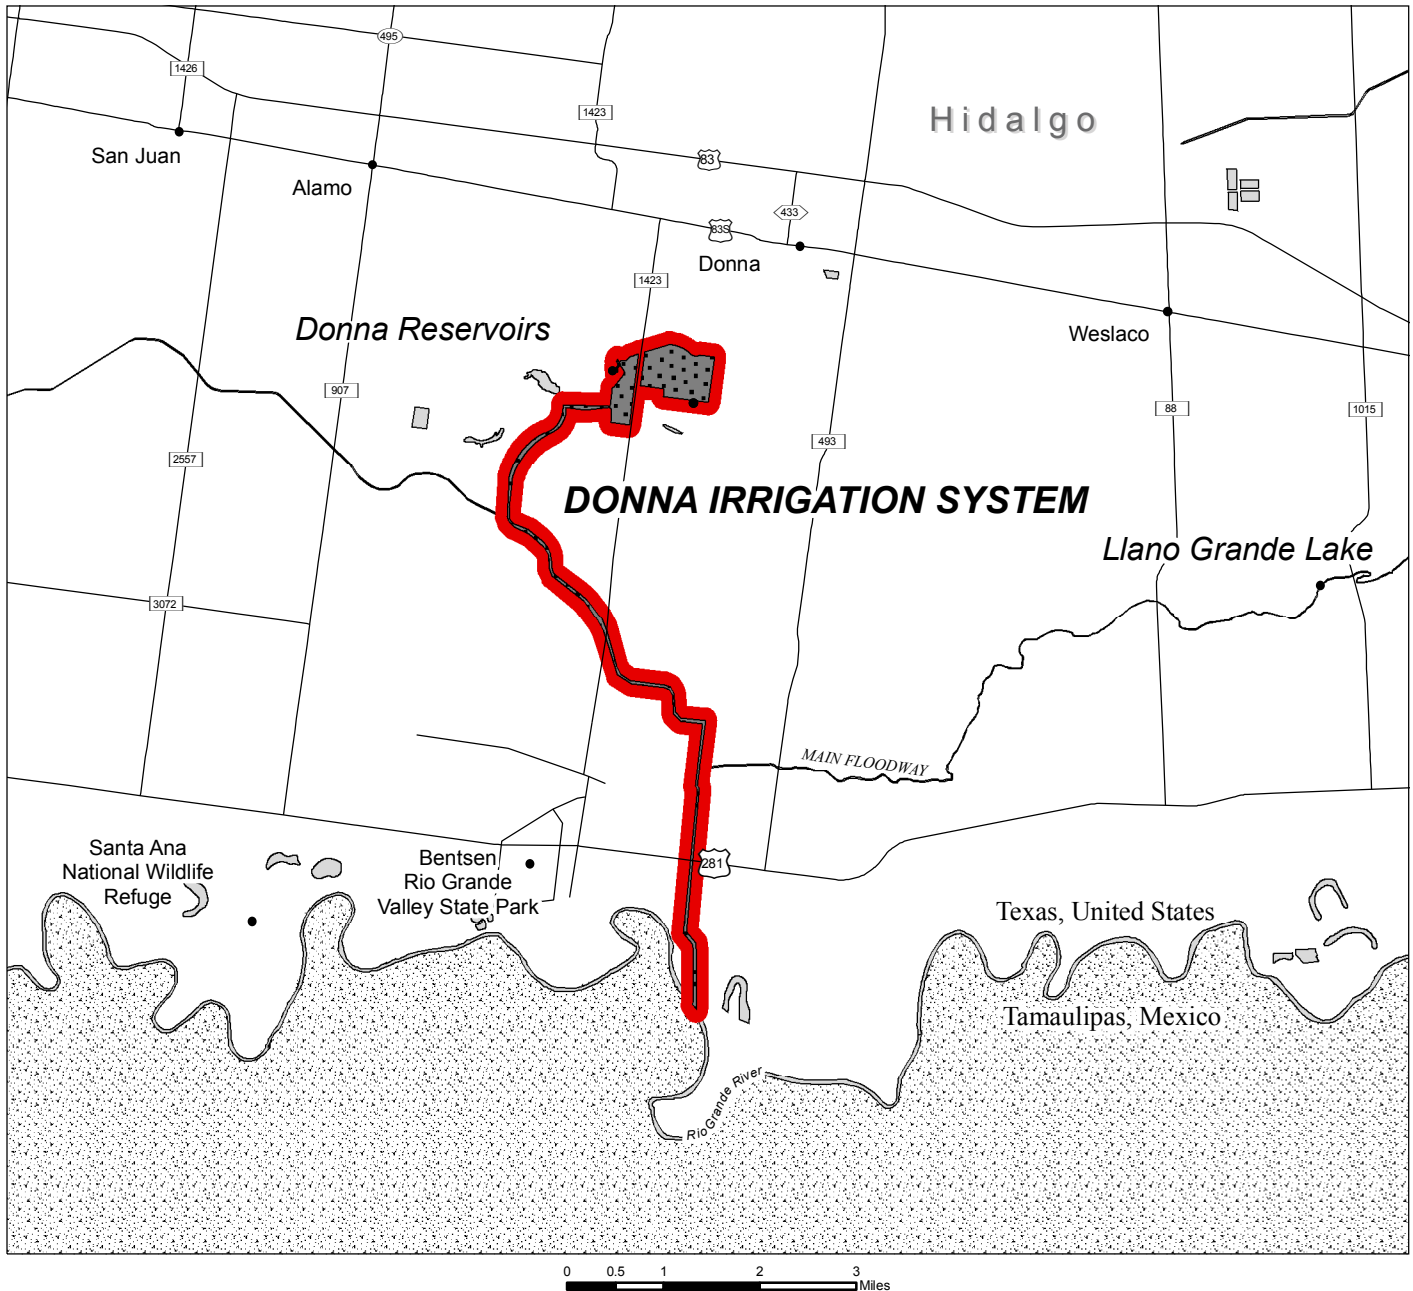 495
1426
1423
Hidalgo
San Juan
83
Alamo
433
83S
Donna
1423
Donna Reservoirs
Weslaco
907
88
1015
493
2557
DONNA IRRIGATION SYSTEM
Llano Grande Lake
3072
MAIN FLOODWAY
Santa Ana
National Wildlife
Refuge
Bentsen
Rio Grande
Valley State Park
281
Texas, United States
Tamaulipas, Mexico
Rio Grande River
0 0.5 1 2 3
Miles